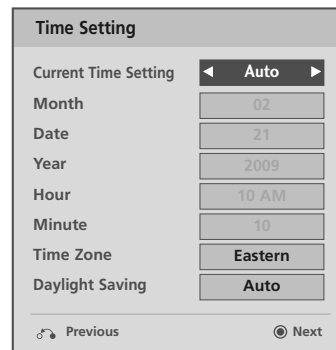 Time Setting
Current Time Setting Auto
Month 02
Date 21
Year 2009
Hour 10 AM
Minute 10
Time Zone Eastern
Daylight Saving Auto
Previous Next